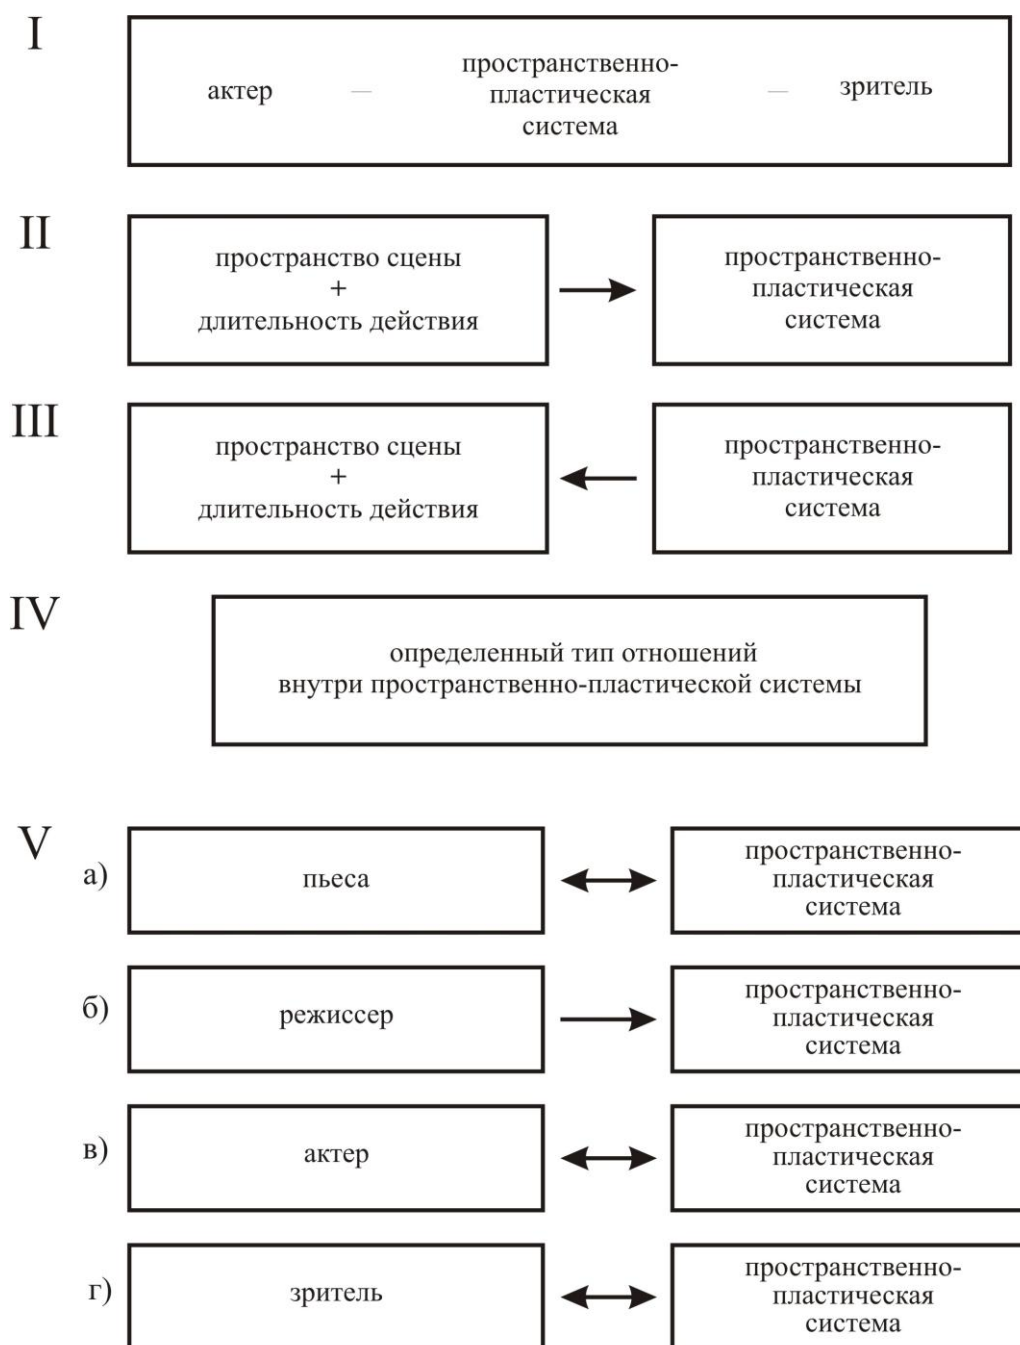 I
актер — пространственно- — зритель
пластическая
система
II
пространство сцены
+
длительность действия
пространственно-
пластическая
система
III
пространство сцены
+
длительность действия
пространственно-
пластическая
система
IV
определенный тип отношений
внутри пространственно-пластической системы
V
а)
пьеса
пространственно-
пластическая
система
б)
режиссер
пространственно-
пластическая
система
в)
актер
пространственно-
пластическая
система
г)
зритель
пространственно-
пластическая
система